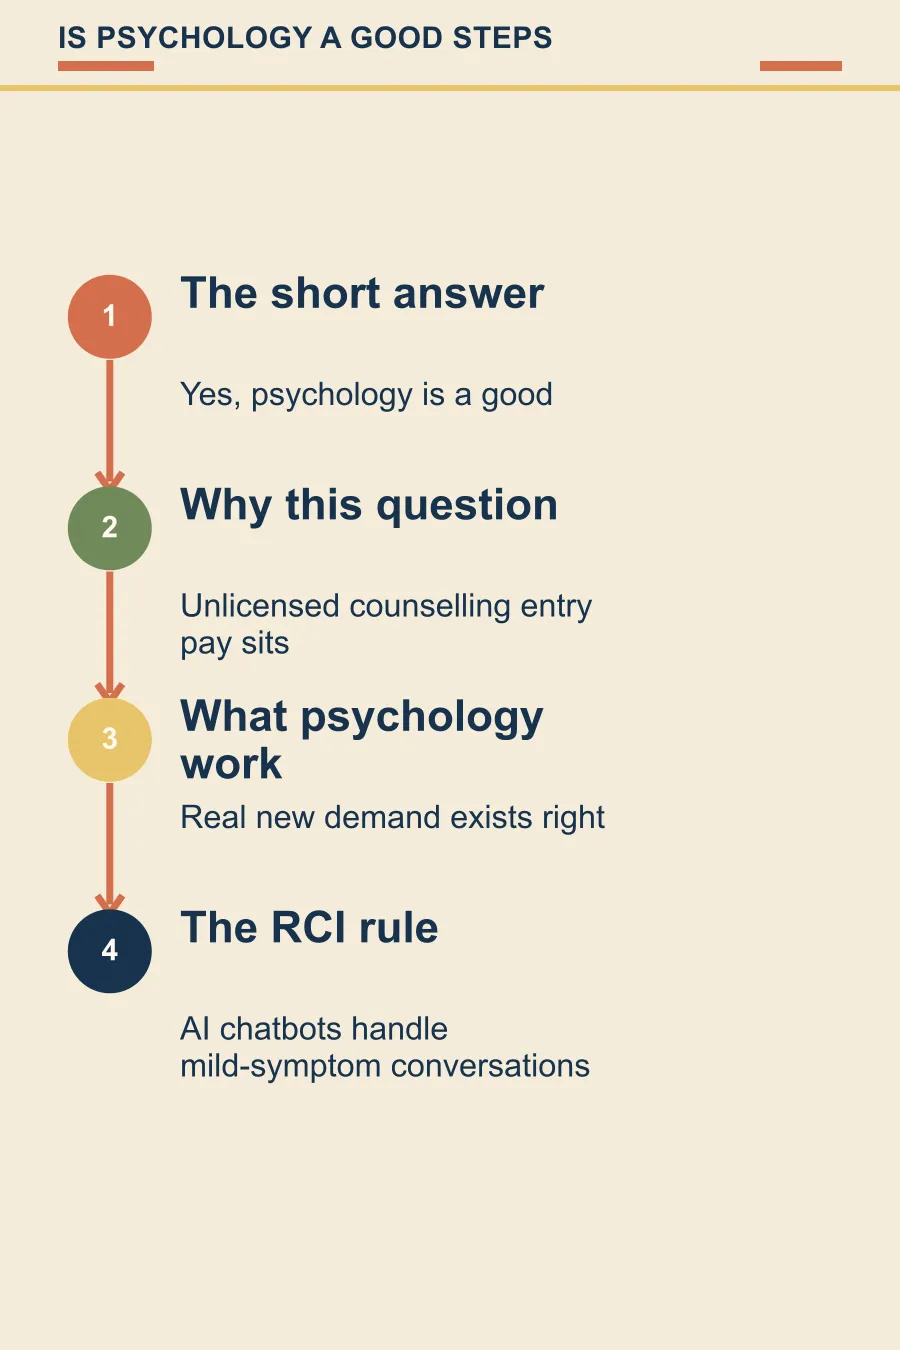 IS PSYCHOLOGY A GOOD STEPS
1
The short answer
Yes, psychology is a good
2
Why this question
Unlicensed counselling entry
pay sits
3
What psychology
work
Real new demand exists right
4
The RCI rule
AI chatbots handle
mild-symptom conversations